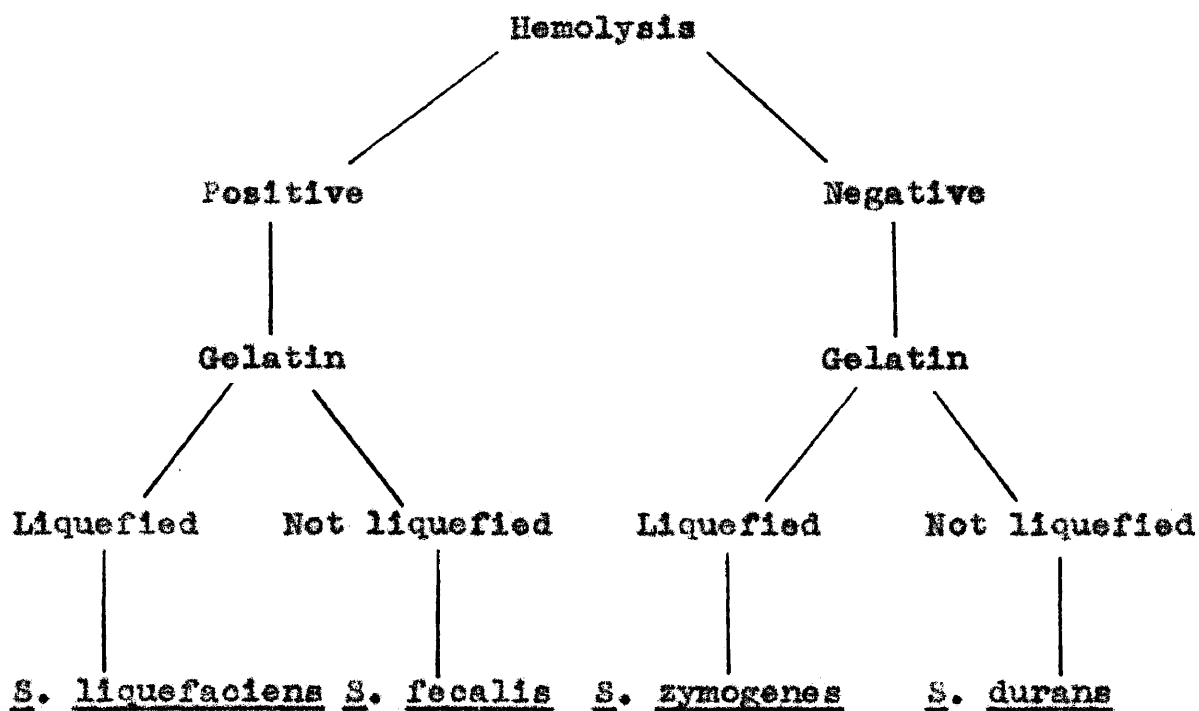 Hemolysis
Positive Negative
Gelatin Gelatin
Liquefied Not liquefied Liquefied Not liquefied
S. liquefaciens S. fecalis S. zymogenes S. durans